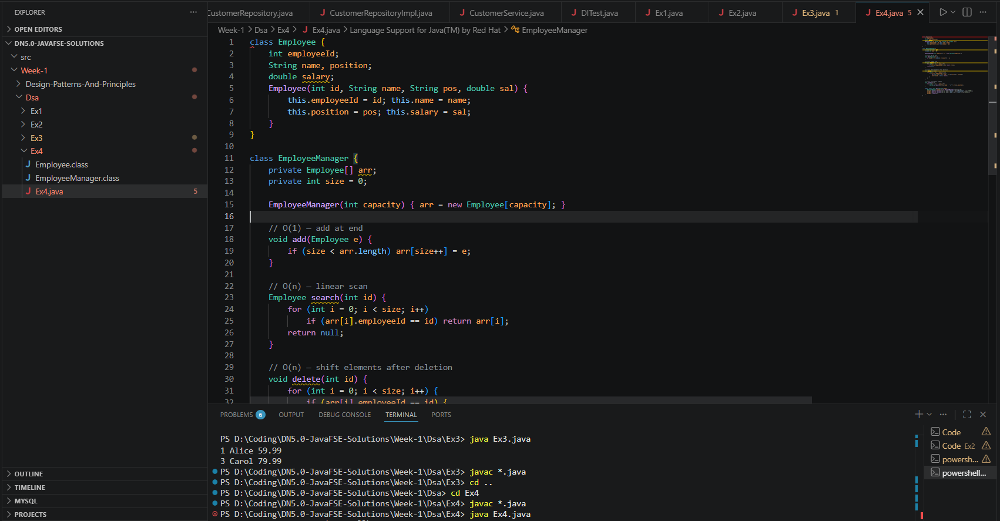 EXPLORER
OPEN EDITORS
DN5.0-JAVAFSE-SOLUTIONS
src
Week-1
Design-Patterns-And-Principles
Dsa
Ex1
Ex2
Ex3
Ex4
Employee.class
EmployeeManager.class
Ex4.java 5
OUTLINE
TIMELINE
MYSQL
PROJECTS
CustomerRepository.java CustomerRepositoryImpl.java CustomerService.java DITest.java Ex1.java Ex2.java Ex3.java 1 Ex4.java 5
Week-1 > Dsa > Ex4 > Ex4.java > Language Support for Java(TM) by Red Hat > EmployeeManager
1 class Employee {
2 int employeeId;
3 String name, position;
4 double salary;
5 Employee(int id, String name, String pos, double sal) {
6 this.employeeId = id; this.name = name;
7 this.position = pos; this.salary = sal;
8 }
9 }
10
11 class EmployeeManager {
12 private Employee[] arr;
13 private int size = 0;
14
15 EmployeeManager(int capacity) { arr = new Employee[capacity]; }
16
17 // O(1) — add at end
18 void add(Employee e) {
19 if (size < arr.length) arr[size++] = e;
20 }
21
22 // O(n) — linear scan
23 Employee search(int id) {
24 for (int i = 0; i < size; i++)
25 if (arr[i].employeeId == id) return arr[i];
26 return null;
27 }
28
29 // O(n) — shift elements after deletion
30 void delete(int id) {
31 for (int i = 0; i < size; i++) {
32 if (arr[i].employeeId == id) {
PROBLEMS 6 OUTPUT DEBUG CONSOLE TERMINAL PORTS
PS D:\Coding\DN5.0-JavaFSE-Solutions\Week-1\Dsa\Ex3> java Ex3.java
1 Alice 59.99
3 Carol 79.99
PS D:\Coding\DN5.0-JavaFSE-Solutions\Week-1\Dsa\Ex3> javac *.java
PS D:\Coding\DN5.0-JavaFSE-Solutions\Week-1\Dsa\Ex3> cd ..
PS D:\Coding\DN5.0-JavaFSE-Solutions\Week-1\Dsa> cd Ex4
PS D:\Coding\DN5.0-JavaFSE-Solutions\Week-1\Dsa\Ex4> javac *.java
PS D:\Coding\DN5.0-JavaFSE-Solutions\Week-1\Dsa\Ex4> java Ex4.java
Code
Code Ex2
powersh...
powershell...